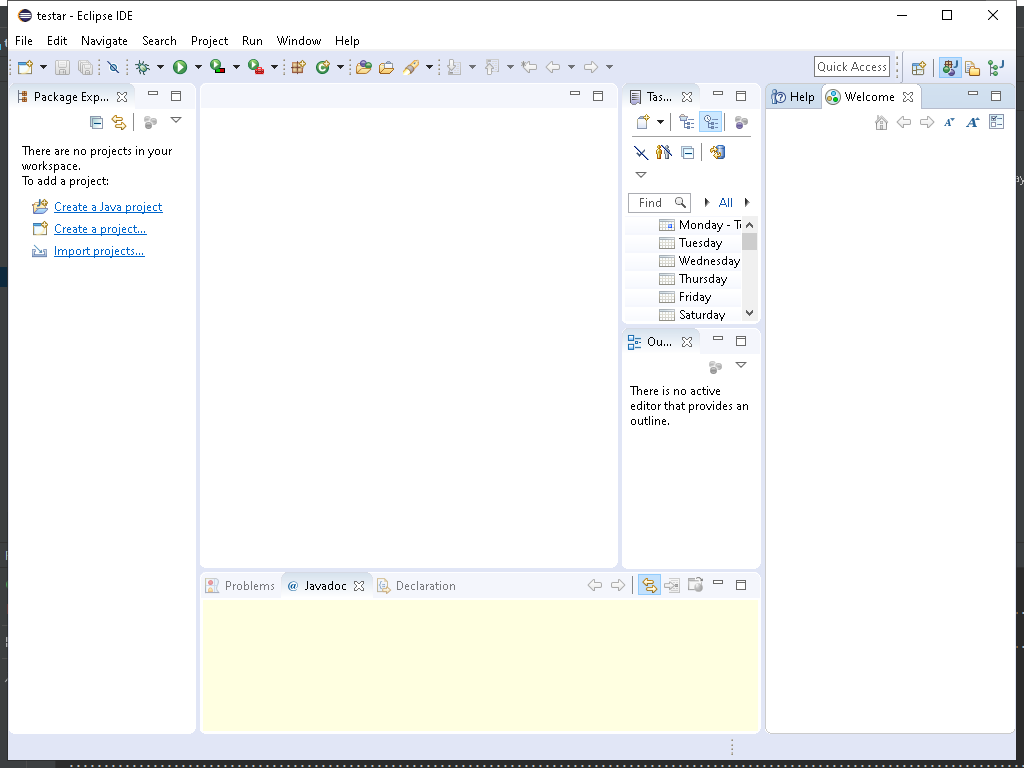 testar - Eclipse IDE
File Edit Navigate Search Project Run Window Help
Quick Access
Package Exp...
There are no projects in your
workspace.
To add a project:
Create a Java project
Create a project...
Import projects...
Tas...
Find
All
Monday - T
Tuesday
Wednesday
Thursday
Friday
Saturday
Ou...
There is no active
editor that provides an
outline.
Help Welcome
Problems @ Javadoc Declaration